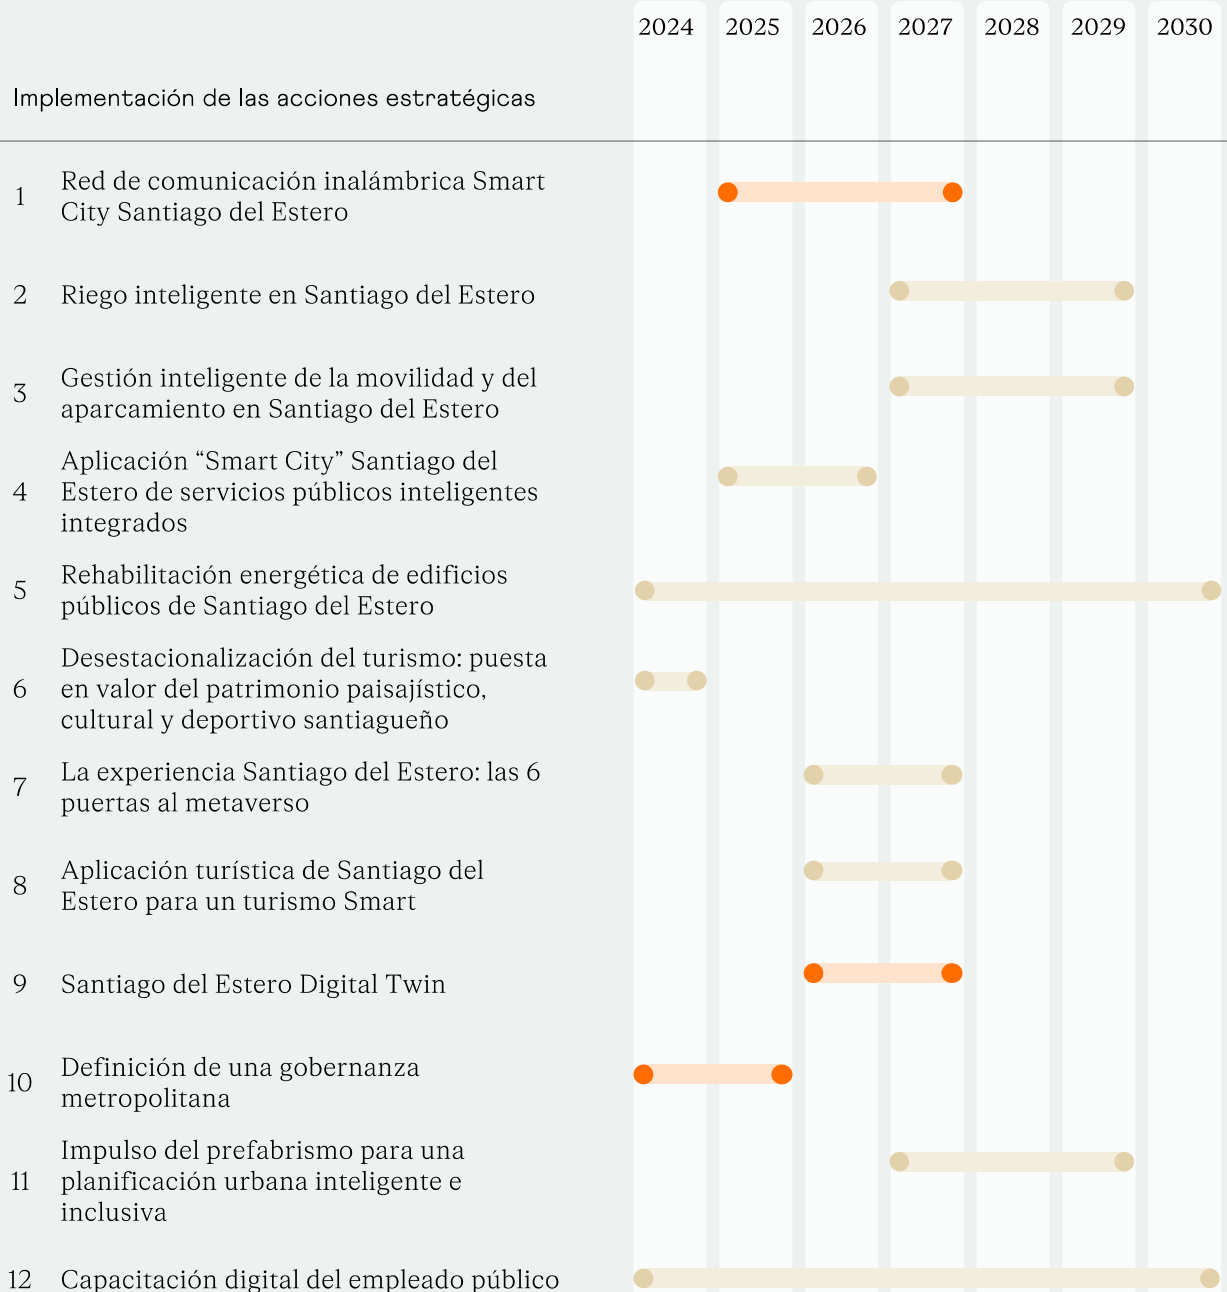 2024 2025 2026 2027 2028 2029 2030
Implementación de las acciones estratégicas
1 Red de comunicación inalámbrica Smart
City Santiago del Estero
2 Riego inteligente en Santiago del Estero
3 Gestión inteligente de la movilidad y del
aparcamiento en Santiago del Estero
Aplicación “Smart City” Santiago del
4 Estero de servicios públicos inteligentes
integrados
5 Rehabilitación energética de edificios
públicos de Santiago del Estero
Desestacionalización del turismo: puesta
6 en valor del patrimonio paisajístico,
cultural y deportivo santiagueño
7 La experiencia Santiago del Estero: las 6
puertas al metaverso
8 Aplicación turística de Santiago del
Estero para un turismo Smart
9 Santiago del Estero Digital Twin
10 Definición de una gobernanza
metropolitana
Impulso del prefabrismo para una
11 planificación urbana inteligente e
inclusiva
12 Capacitación digital del empleado público